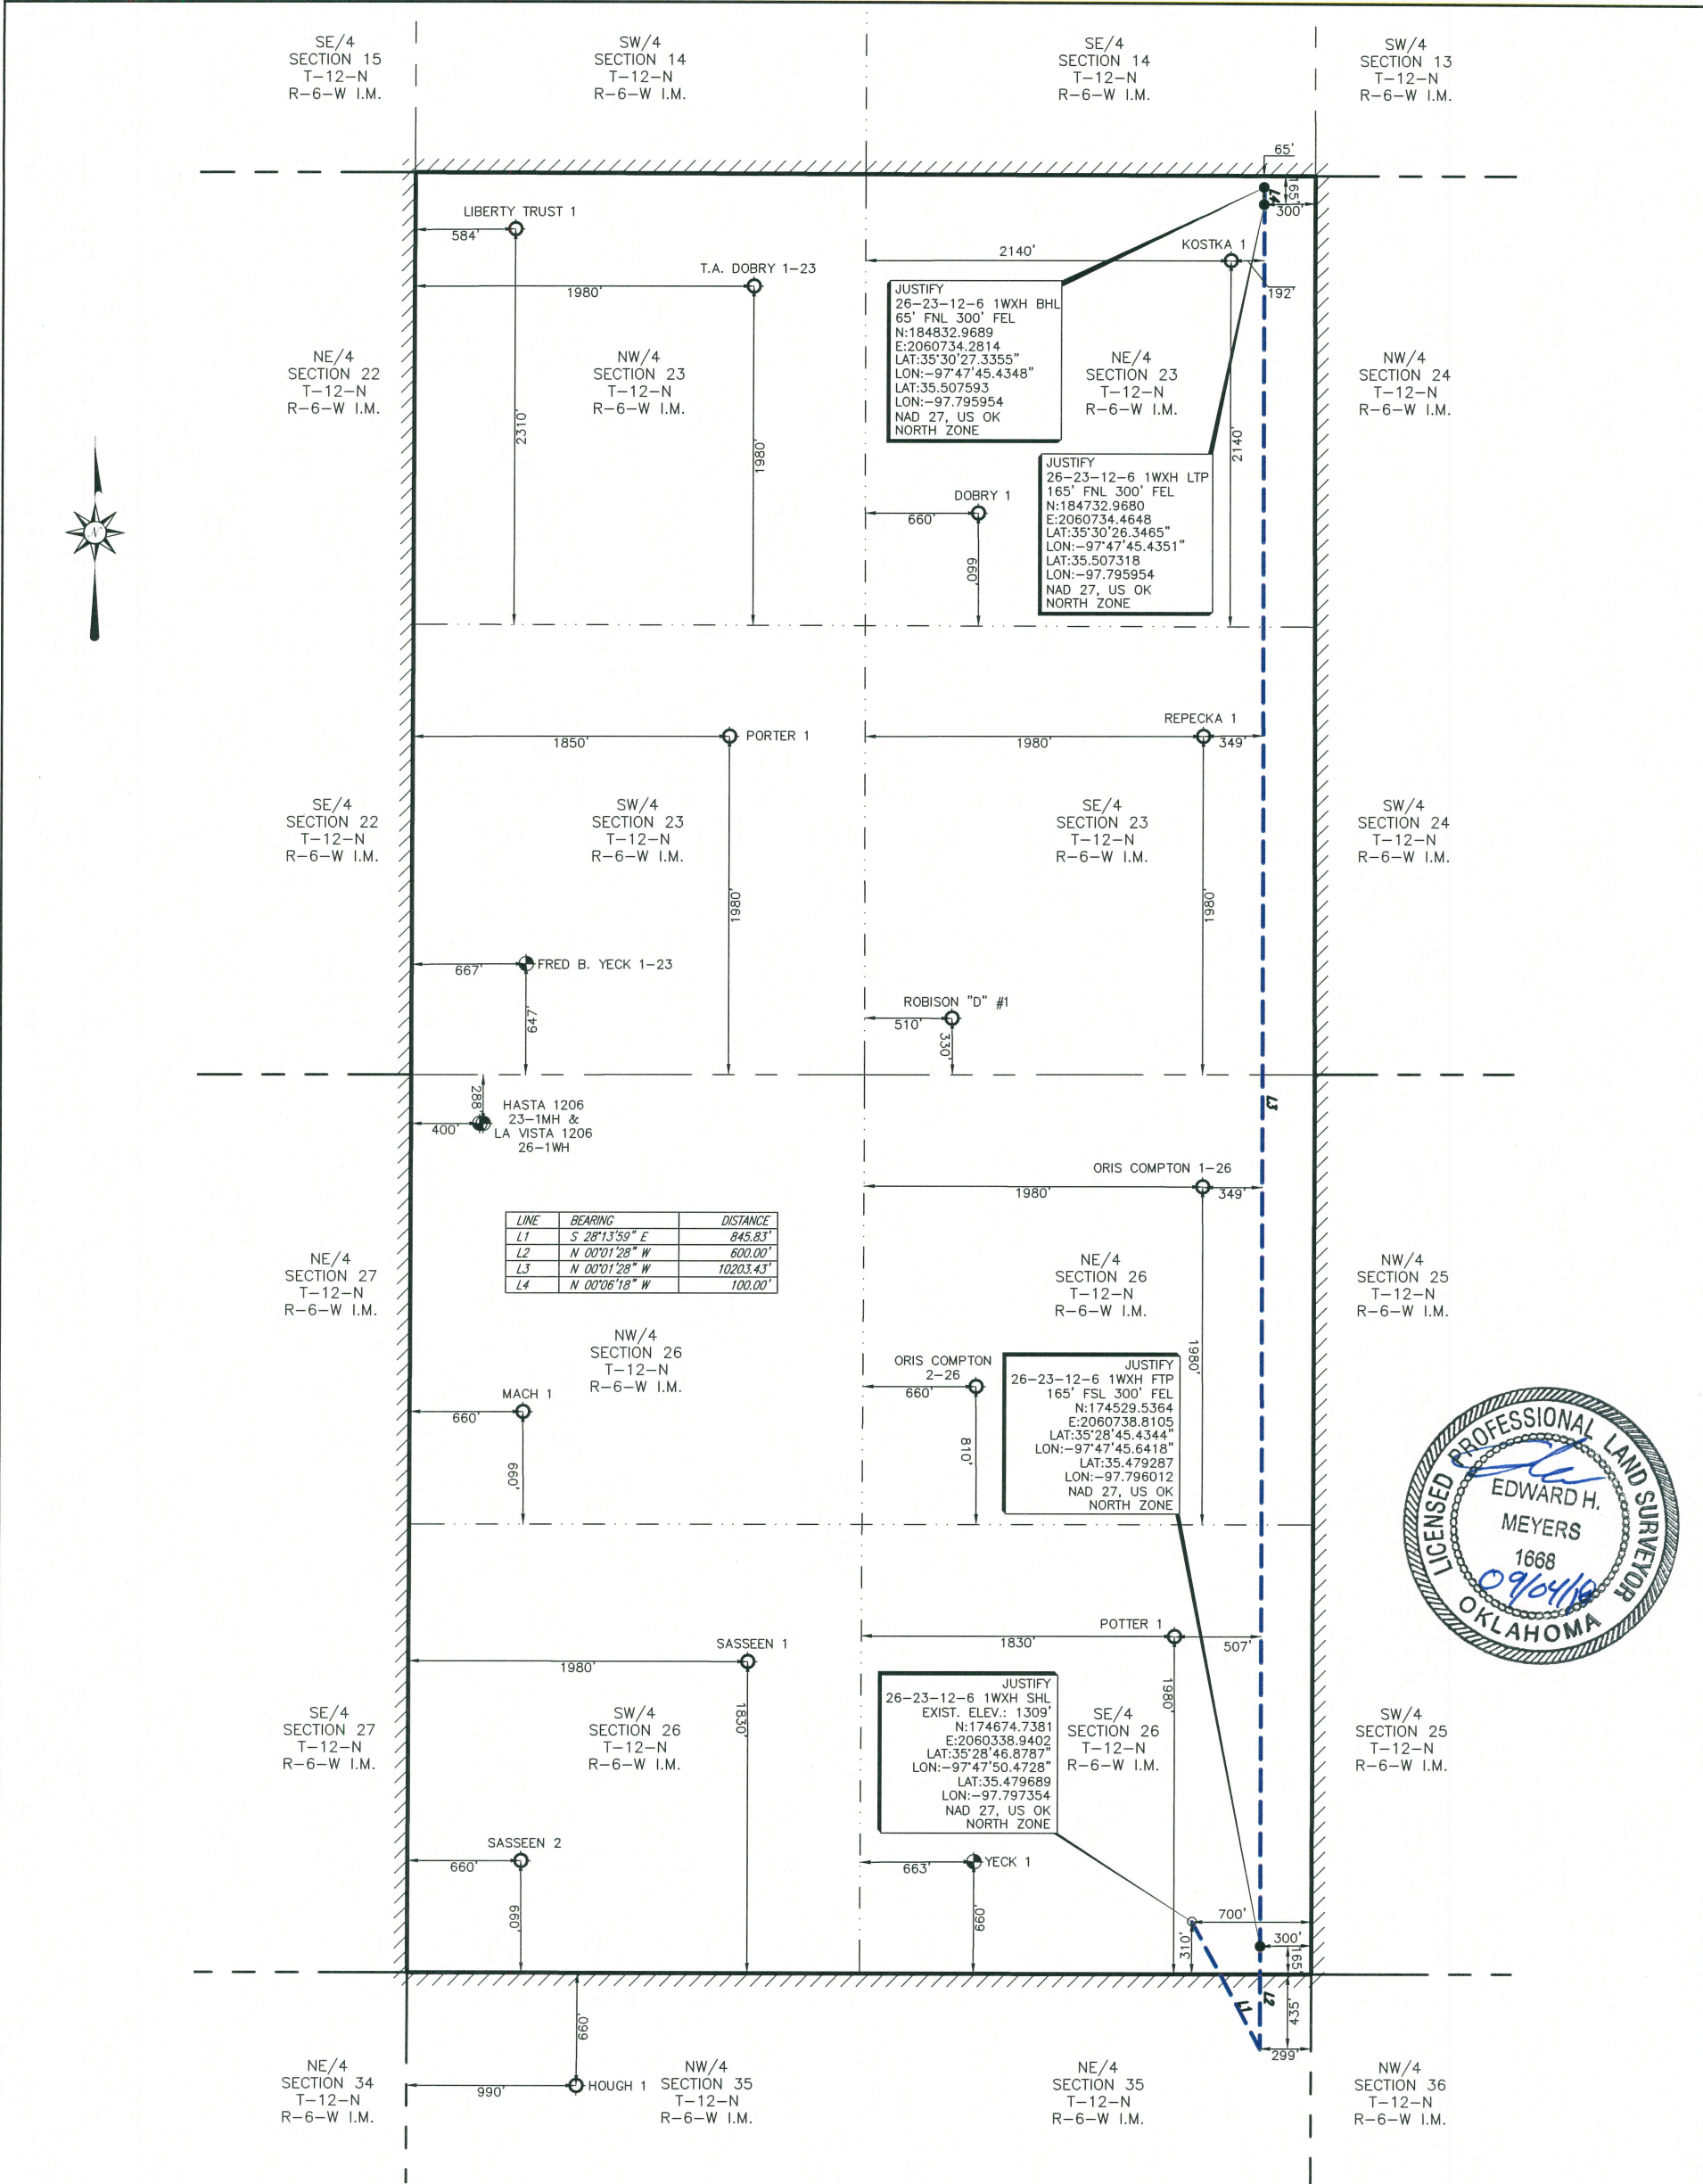 SE/4
SECTION 15
T-12-N
R-6-W I.M.
SW/4
SECTION 14
T-12-N
R-6-W I.M.
SE/4
SECTION 14
T-12-N
R-6-W I.M.
SW/4
SECTION 13
T-12-N
R-6-W I.M.
65'
165'
L4
300'
LIBERTY TRUST 1
584'
2310'
T.A. DOBRY 1-23
1980'
1980'
2140'
KOSTKA 1
192'
2140'
JUSTIFY
26-23-12-6 1WXH BHL
65' FNL 300' FEL
N:184832.9689
E:2060734.2814
LAT:35°30'27.3355"
LON:-97°47'45.4348"
LAT:35.507593
LON:-97.795954
NAD 27, US OK
NORTH ZONE
NE/4
SECTION 22
T-12-N
R-6-W I.M.
NW/4
SECTION 23
T-12-N
R-6-W I.M.
NE/4
SECTION 23
T-12-N
R-6-W I.M.
NW/4
SECTION 24
T-12-N
R-6-W I.M.
JUSTIFY
26-23-12-6 1WXH LTP
165' FNL 300' FEL
N:184732.9680
E:2060734.4648
LAT:35°30'26.3465"
LON:-97°47'45.4351"
LAT:35.507318
LON:-97.795954
NAD 27, US OK
NORTH ZONE
DOBRY 1
660'
660'
N
1850'
PORTER 1
1980'
REPECKA 1
1980'
349'
1980'
SE/4
SECTION 22
T-12-N
R-6-W I.M.
SW/4
SECTION 23
T-12-N
R-6-W I.M.
SE/4
SECTION 23
T-12-N
R-6-W I.M.
SW/4
SECTION 24
T-12-N
R-6-W I.M.
667'
FRED B. YECK 1-23
647'
ROBISON "D" #1
510'
330'
288'
400'
HASTA 1206
23-1MH &
LA VISTA 1206
26-1WH
L3
ORIS COMPTON 1-26
1980'
349'
1980'
LINE BEARING DISTANCE
L1 S 28°13'59" E 845.83'
L2 N 00°01'28" W 600.00'
L3 N 00°01'28" W 10203.43'
L4 N 00°06'18" W 100.00'
NE/4
SECTION 27
T-12-N
R-6-W I.M.
NW/4
SECTION 26
T-12-N
R-6-W I.M.
NE/4
SECTION 26
T-12-N
R-6-W I.M.
NW/4
SECTION 25
T-12-N
R-6-W I.M.
MACH 1
660'
660'
ORIS COMPTON
2-26
660'
810'
JUSTIFY
26-23-12-6 1WXH FTP
165' FSL 300' FEL
N:174529.5364
E:2060738.8105
LAT:35°28'45.4344"
LON:-97°47'45.6418"
LAT:35.479287
LON:-97.796012
NAD 27, US OK
NORTH ZONE
LICENSED PROFESSIONAL LAND SURVEYOR
EDWARD H.
MEYERS
1668
OKLAHOMA
SASSEEN 1
1980'
1830'
POTTER 1
1830'
507'
1980'
JUSTIFY
26-23-12-6 1WXH SHL
EXIST. ELEV.: 1309'
N:174674.7381
E:2060338.9402
LAT:35°28'46.8787"
LON:-97°47'50.4728"
LAT:35.479689
LON:-97.797354
NAD 27, US OK
NORTH ZONE
SE/4
SECTION 27
T-12-N
R-6-W I.M.
SW/4
SECTION 26
T-12-N
R-6-W I.M.
SE/4
SECTION 26
T-12-N
R-6-W I.M.
SW/4
SECTION 25
T-12-N
R-6-W I.M.
SASSEEN 2
660'
660'
663'
YECK 1
660'
700'
310'
300'
165'
L1
L2
435'
299'
660'
990'
HOUGH 1
NE/4
SECTION 34
T-12-N
R-6-W I.M.
NW/4
SECTION 35
T-12-N
R-6-W I.M.
NE/4
SECTION 35
T-12-N
R-6-W I.M.
NW/4
SECTION 36
T-12-N
R-6-W I.M.